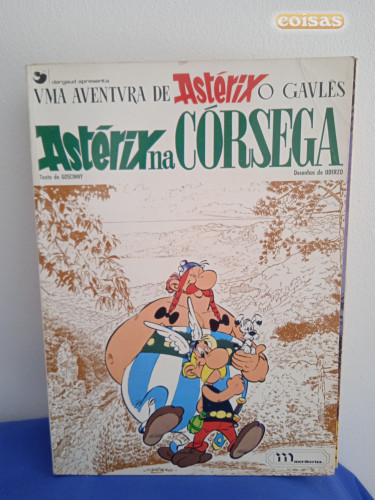 coisas
dargaud apresenta
VMA AVENTVRA DE Astérix O GAVLÊS
Astérix na CÓRSEGA
Texto de GOSCINNY
Desenhos de UDERZO
m
meribérica